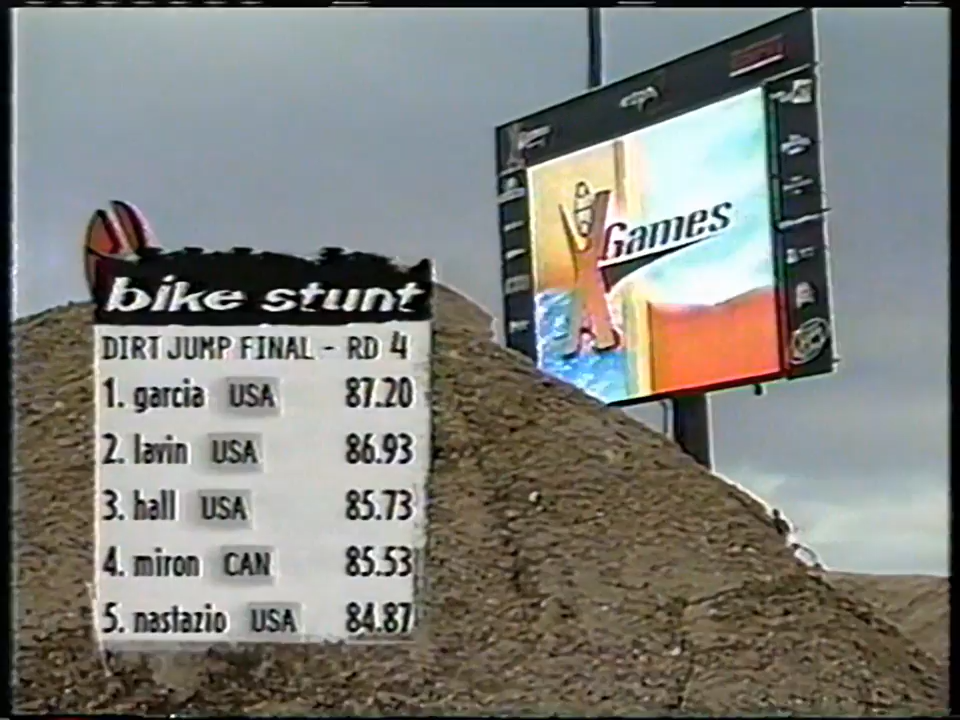 ESPN
X Games
bike stunt
DIRT JUMP FINAL - RD 4
1. garcia USA 87.20
2. lavin USA 86.93
3. hall USA 85.73
4. miron CAN 85.53
5. nastazio USA 84.87